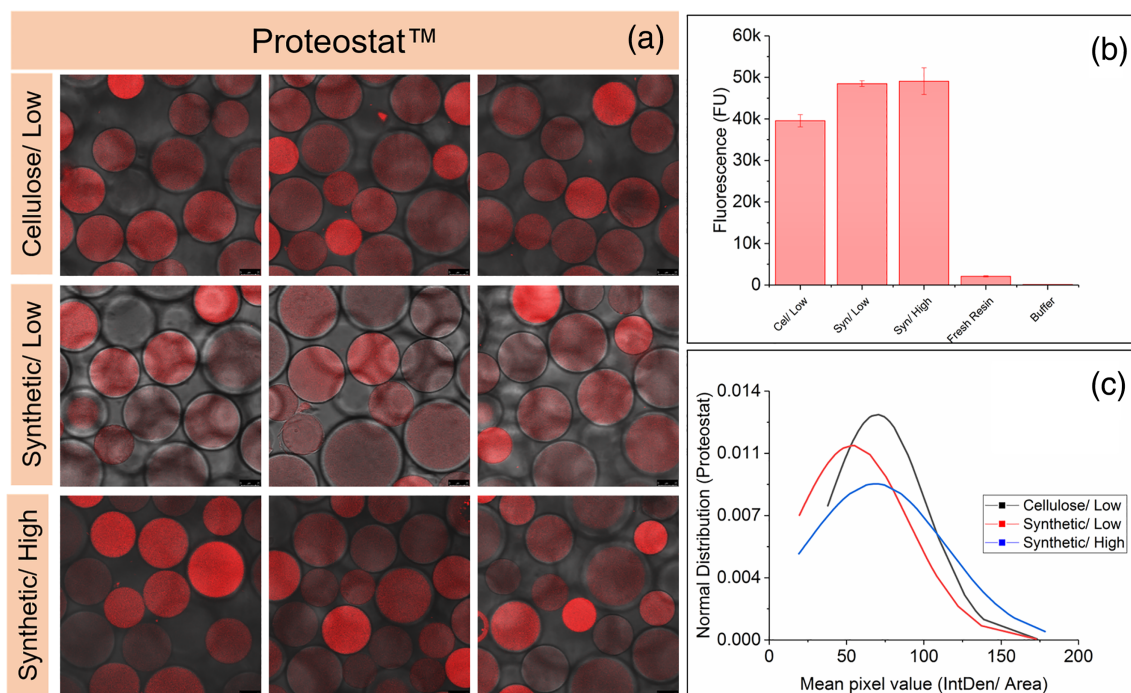 Proteostat™
(a)
Cellulose/ Low
Synthetic/ Low
Synthetic/ High
(b)
60k
50k
40k
30k
20k
10k
0
Fluorescence (FU)
Cel/ Low
Syn/ Low
Syn/ High
Fresh Resin
Buffer
(c)
0.014
0.011
0.007
0.004
0.000
Normal Distribution (Proteostat)
Cellulose/ Low
Synthetic/ Low
Synthetic/ High
0 50 100 150 200
Mean pixel value (IntDen/ Area)